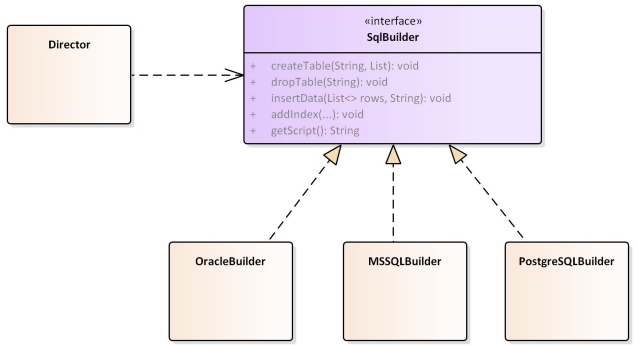 Director
«interface»
SqlBuilder
+ createTable(String, List): void
+ dropTable(String): void
+ insertData(List<> rows, String): void
+ addIndex(...): void
+ getScript(): String
OracleBuilder
MSSQLBuilder
PostgreSQLBuilder